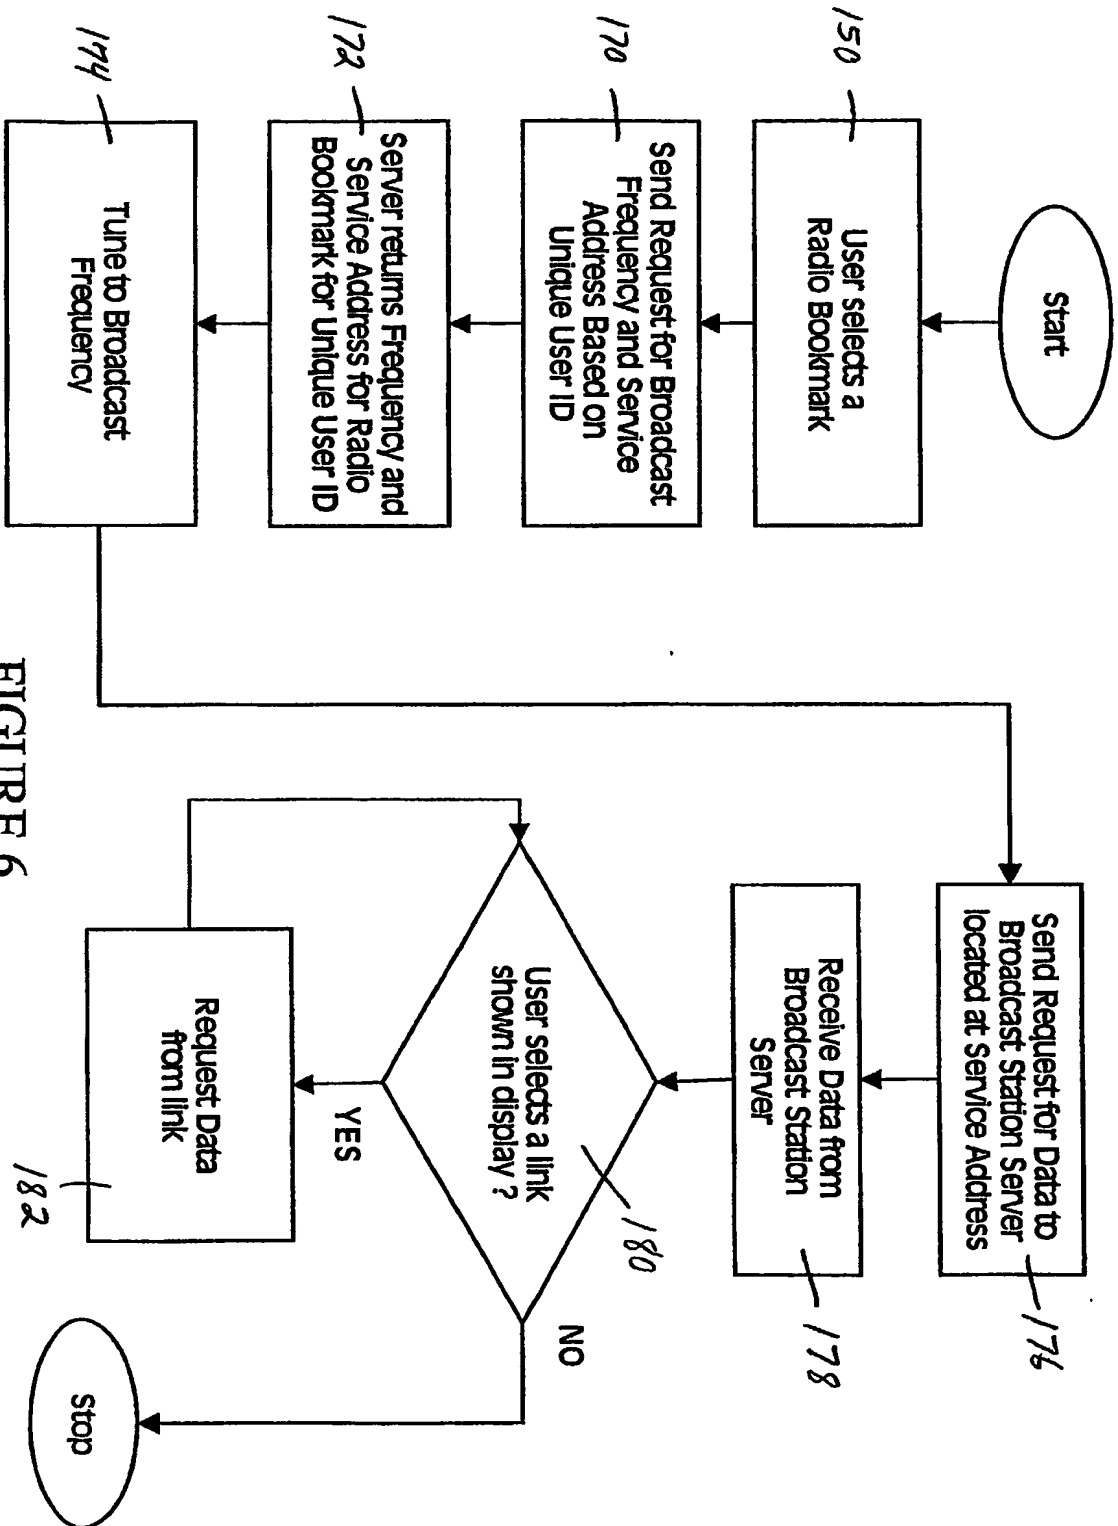 Start
150
User selects a
Radio Bookmark
170
Send Request for Broadcast
Frequency and Service
Address Based on
Unique User ID
172
Server returns Frequency and
Service Address for Radio
Bookmark for Unique User ID
174
Tune to Broadcast
Frequency
Send Request for Data to
Broadcast Station Server
located at Service Address
176
Receive Data from
Broadcast Station
Server
178
User selects a link
shown in display ?
180
YES
NO
Request Data
from link
182
stop
FIGURE 6